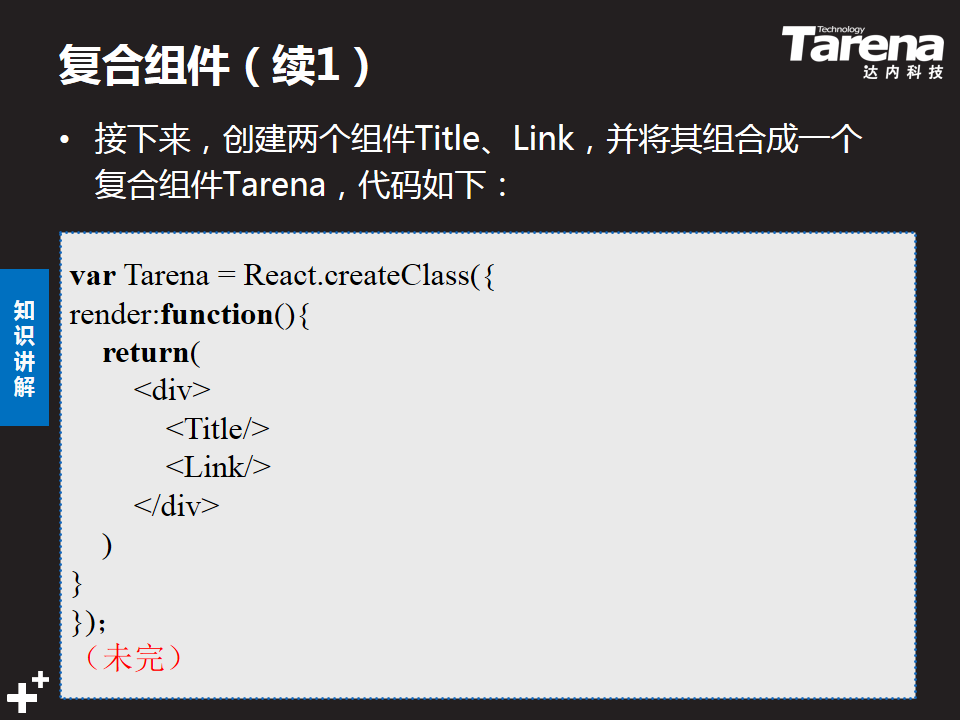 复合组件（续1）
Technology
Tarena
达内科技
• 接下来，创建两个组件Title、Link，并将其组合成一个
复合组件Tarena，代码如下：
知识讲解
var Tarena = React.createClass({
render:function(){
return(
<div>
<Title/>
<Link/>
</div>
)
}
});
（未完）